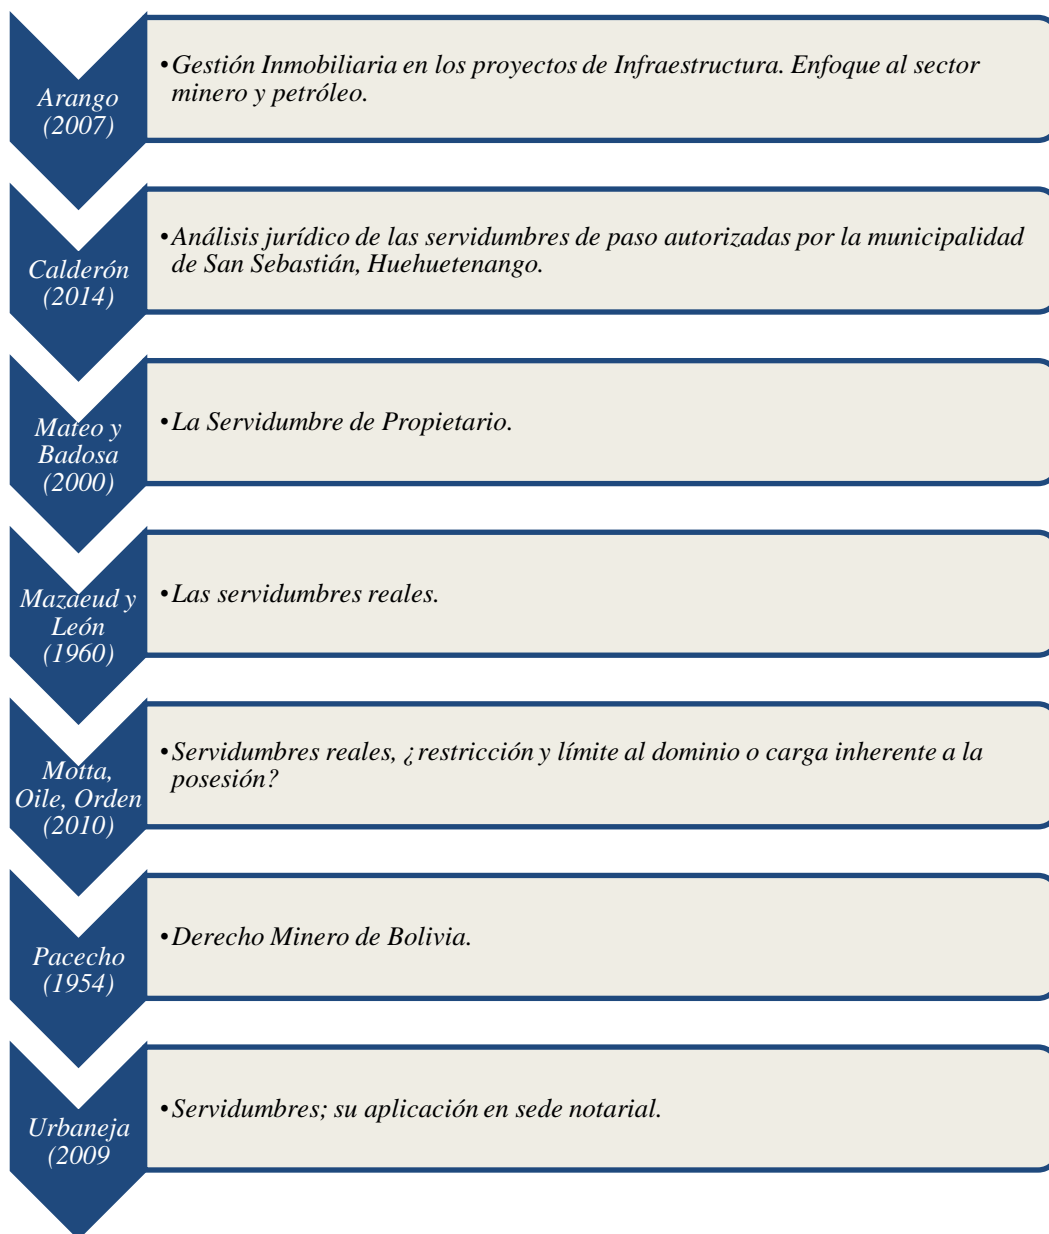 Arango
(2007)
•Gestión Inmobiliaria en los proyectos de Infraestructura. Enfoque al sector
minero y petróleo.
Calderón
(2014)
•Análisis jurídico de las servidumbres de paso autorizadas por la municipalidad
de San Sebastián, Huehuetenango.
Mateo y
Badosa
(2000)
•La Servidumbre de Propietario.
Mazaeud y
León
(1960)
•Las servidumbres reales.
Motta,
Oile, Orden
(2010)
•Servidumbres reales, ¿restricción y límite al dominio o carga inherente a la
posesión?
Pacecho
(1954)
•Derecho Minero de Bolivia.
Urbaneja
(2009
•Servidumbres; su aplicación en sede notarial.